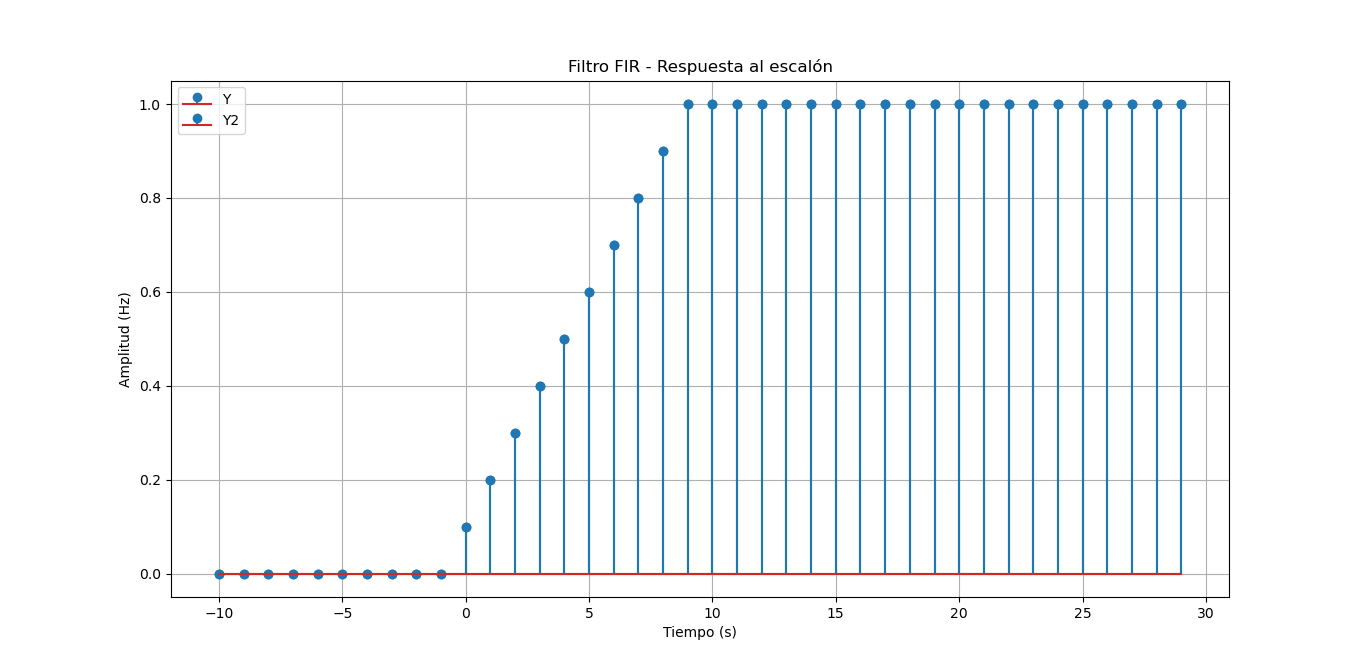 Filtro FIR - Respuesta al escalón
Y
Y2
1.0
0.8
0.6
0.4
0.2
0.0
Amplitud (Hz)
−10 −5 0 5 10 15 20 25 30
Tiempo (s)